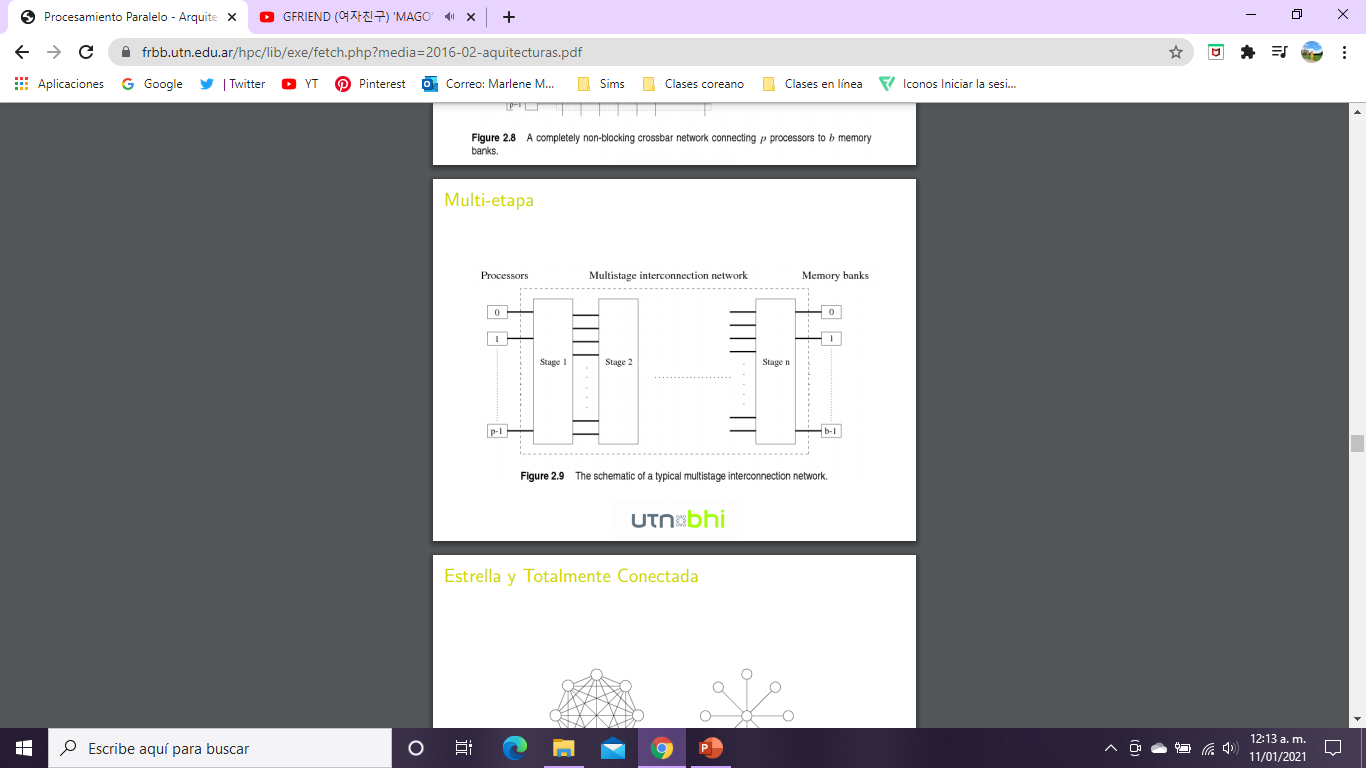 Procesamiento Paralelo - Arquite
GFRIEND (여자친구) 'MAGO'
frbb.utn.edu.ar/hpc/lib/exe/fetch.php?media=2016-02-aquitecturas.pdf
Aplicaciones Google | Twitter YT Pinterest Correo: Marlene M... Sims Clases coreano Clases en línea Iconos Iniciar la sesi...
p-1
Figure 2.8 A completely non-blocking crossbar network connecting p processors to b memory
banks.
Multi-etapa
Processors Multistage interconnection network Memory banks
0 0
1 1
Stage 1 Stage 2 Stage n
p-1 b-1
Figure 2.9 The schematic of a typical multistage interconnection network.
utn bhi
Estrella y Totalmente Conectada
Escribe aquí para buscar
12:13 a. m.
11/01/2021